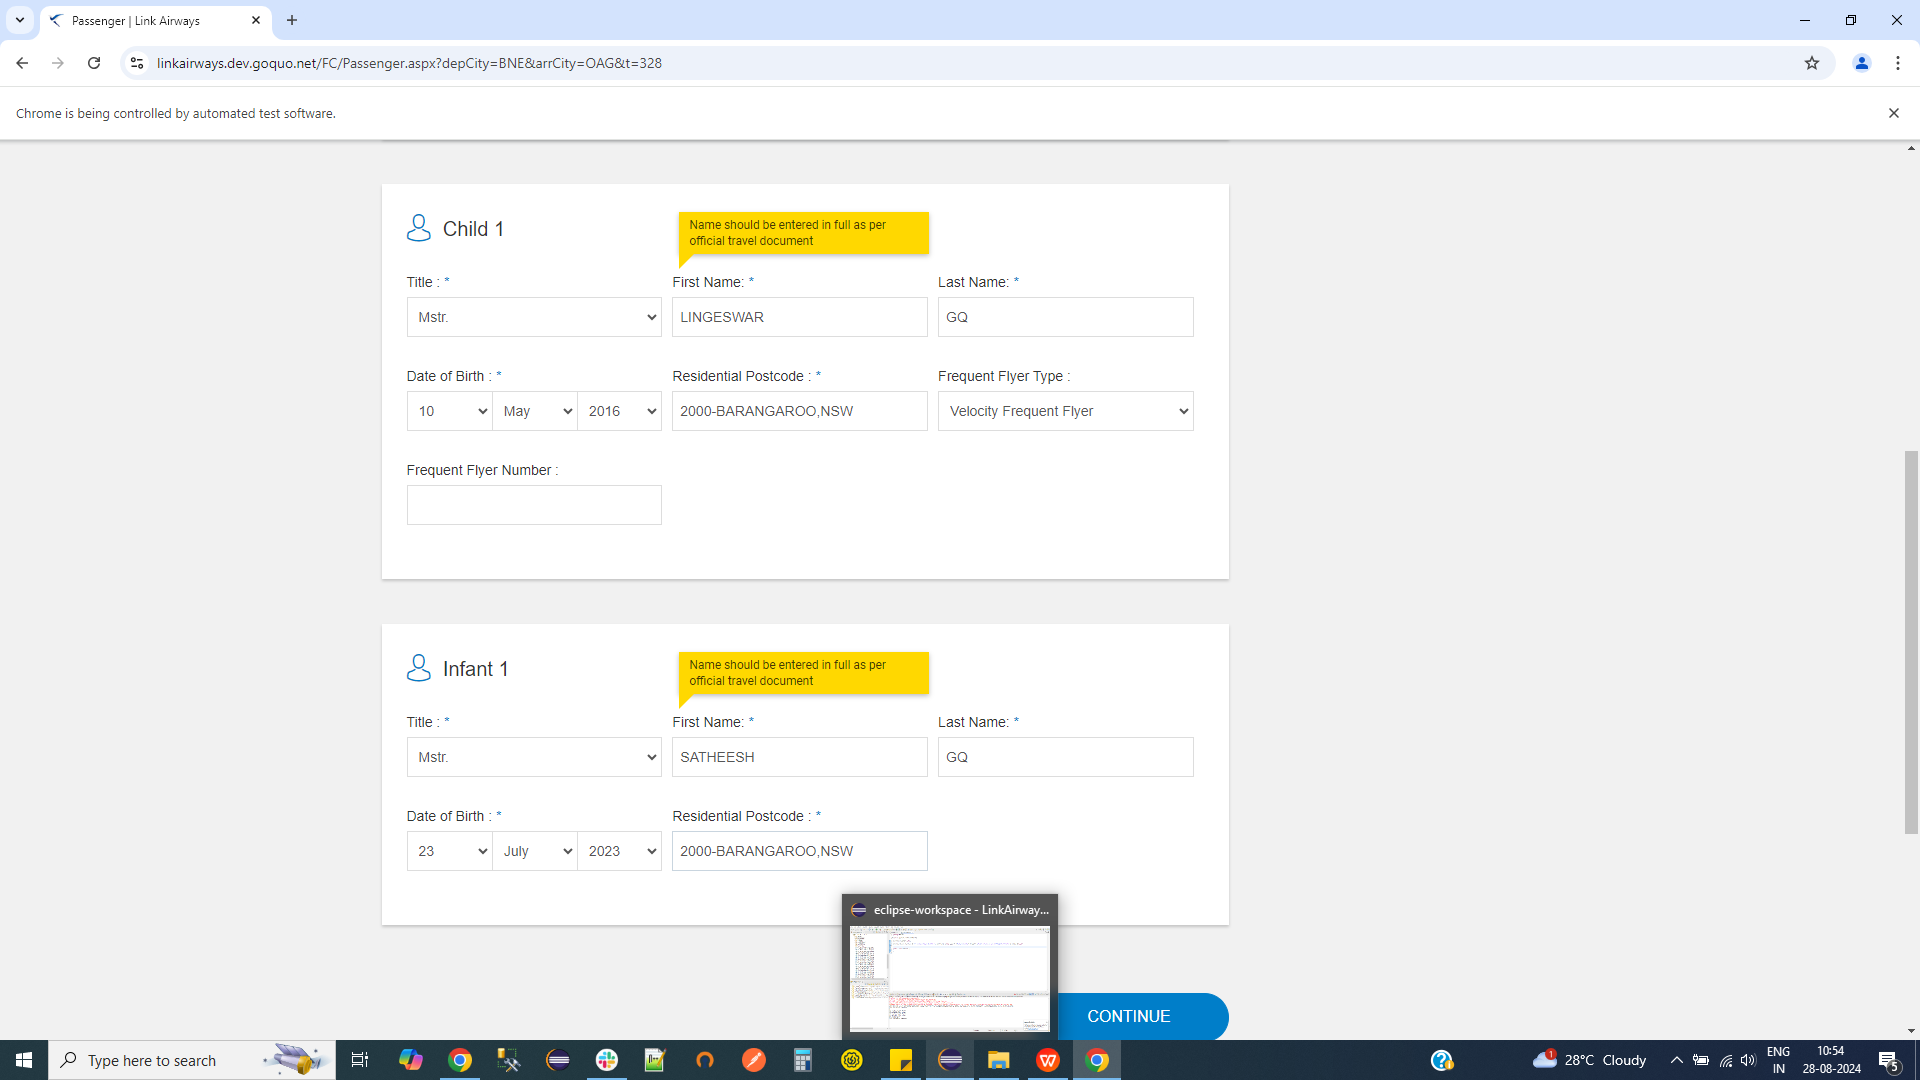 Passenger | Link Airways
linkairways.dev.goquo.net/FC/Passenger.aspx?depCity=BNE&arrCity=OAG&t=328
Chrome is being controlled by automated test software.
Child 1
Name should be entered in full as per
official travel document
Title : * First Name: * Last Name: *
Mstr. LINGESWAR GQ
Date of Birth : * Residential Postcode : * Frequent Flyer Type :
10 May 2016 2000-BARANGAROO,NSW Velocity Frequent Flyer
Frequent Flyer Number :
Infant 1
Name should be entered in full as per
official travel document
Title : * First Name: * Last Name: *
Mstr. SATHEESH GQ
Date of Birth : * Residential Postcode : *
23 July 2023 2000-BARANGAROO,NSW
eclipse-workspace - LinkAirway...
CONTINUE
Type here to search
1
28°C Cloudy
ENG
IN
10:54
28-08-2024
5